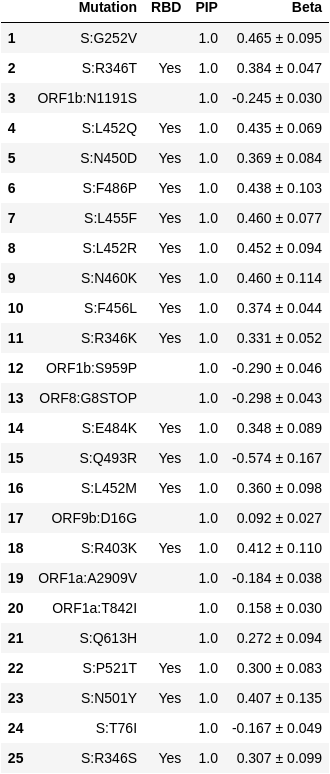 Mutation RBD PIP Beta
1 S:G252V 1.0 0.465 ± 0.095
2 S:R346T Yes 1.0 0.384 ± 0.047
3 ORF1b:N1191S 1.0 -0.245 ± 0.030
4 S:L452Q Yes 1.0 0.435 ± 0.069
5 S:N450D Yes 1.0 0.369 ± 0.084
6 S:F486P Yes 1.0 0.438 ± 0.103
7 S:L455F Yes 1.0 0.460 ± 0.077
8 S:L452R Yes 1.0 0.452 ± 0.094
9 S:N460K Yes 1.0 0.460 ± 0.114
10 S:F456L Yes 1.0 0.374 ± 0.044
11 S:R346K Yes 1.0 0.331 ± 0.052
12 ORF1b:S959P 1.0 -0.290 ± 0.046
13 ORF8:G8STOP 1.0 -0.298 ± 0.043
14 S:E484K Yes 1.0 0.348 ± 0.089
15 S:Q493R Yes 1.0 -0.574 ± 0.167
16 S:L452M Yes 1.0 0.360 ± 0.098
17 ORF9b:D16G 1.0 0.092 ± 0.027
18 S:R403K Yes 1.0 0.412 ± 0.110
19 ORF1a:A2909V 1.0 -0.184 ± 0.038
20 ORF1a:T842I 1.0 0.158 ± 0.030
21 S:Q613H 1.0 0.272 ± 0.094
22 S:P521T Yes 1.0 0.300 ± 0.083
23 S:N501Y Yes 1.0 0.407 ± 0.135
24 S:T76I 1.0 -0.167 ± 0.049
25 S:R346S Yes 1.0 0.307 ± 0.099